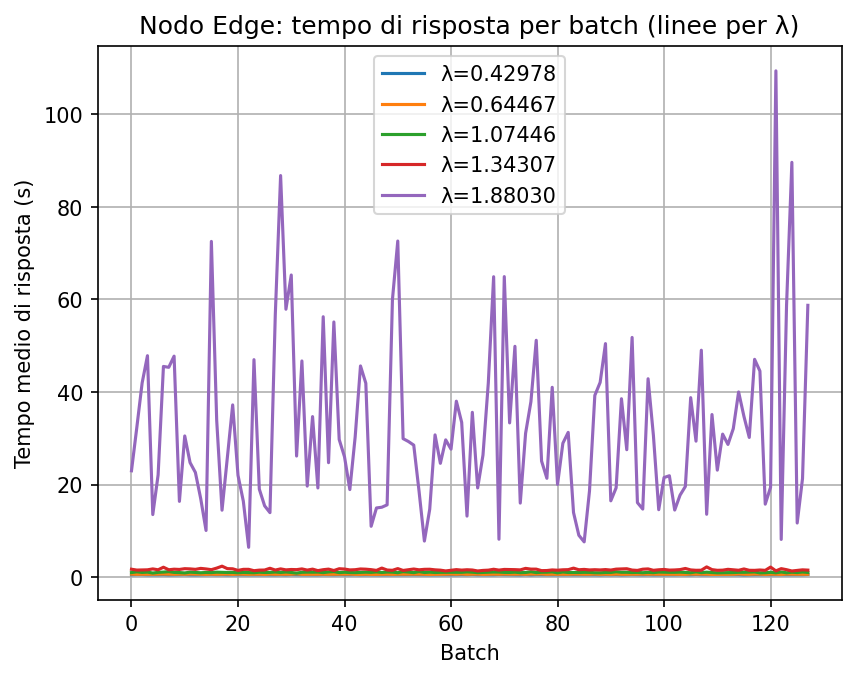 Nodo Edge: tempo di risposta per batch (linee per λ)
λ=0.42978
λ=0.64467
λ=1.07446
λ=1.34307
λ=1.88030
Tempo medio di risposta (s)
100
80
60
40
20
0
0 20 40 60 80 100 120
Batch